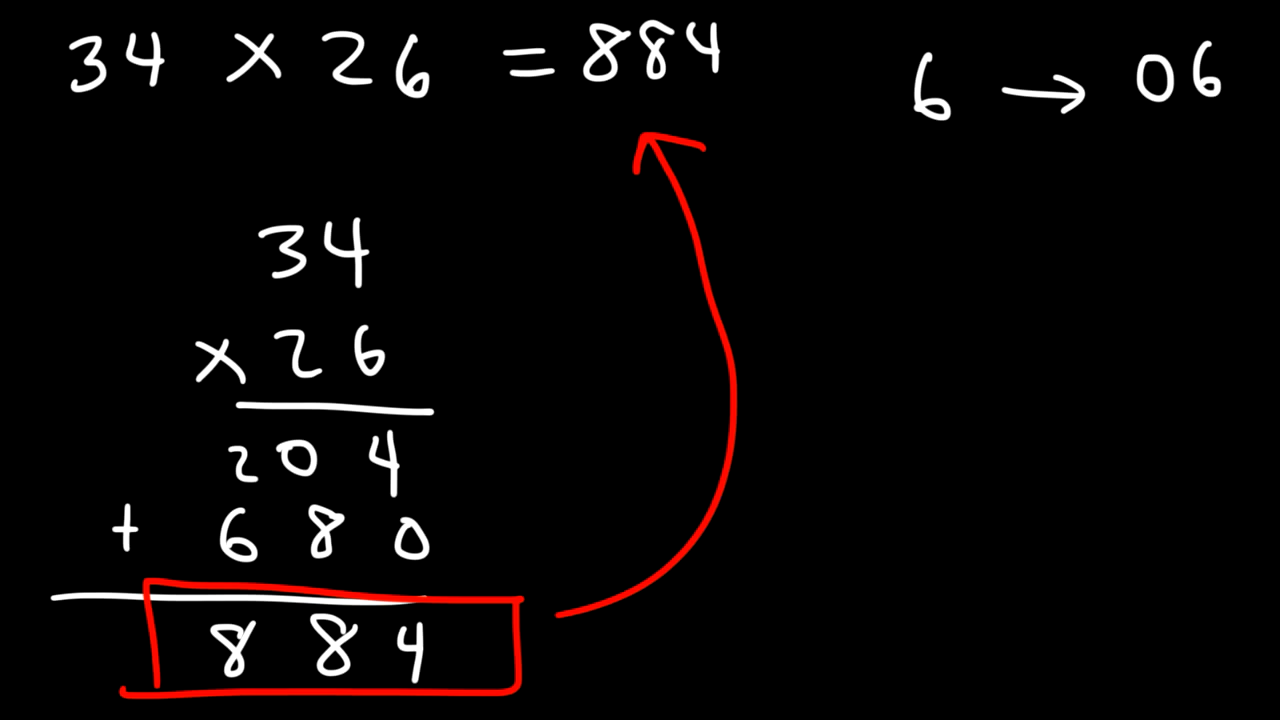 34 × 26 = 884
6 → 06
34
× 26
204
+ 680
884